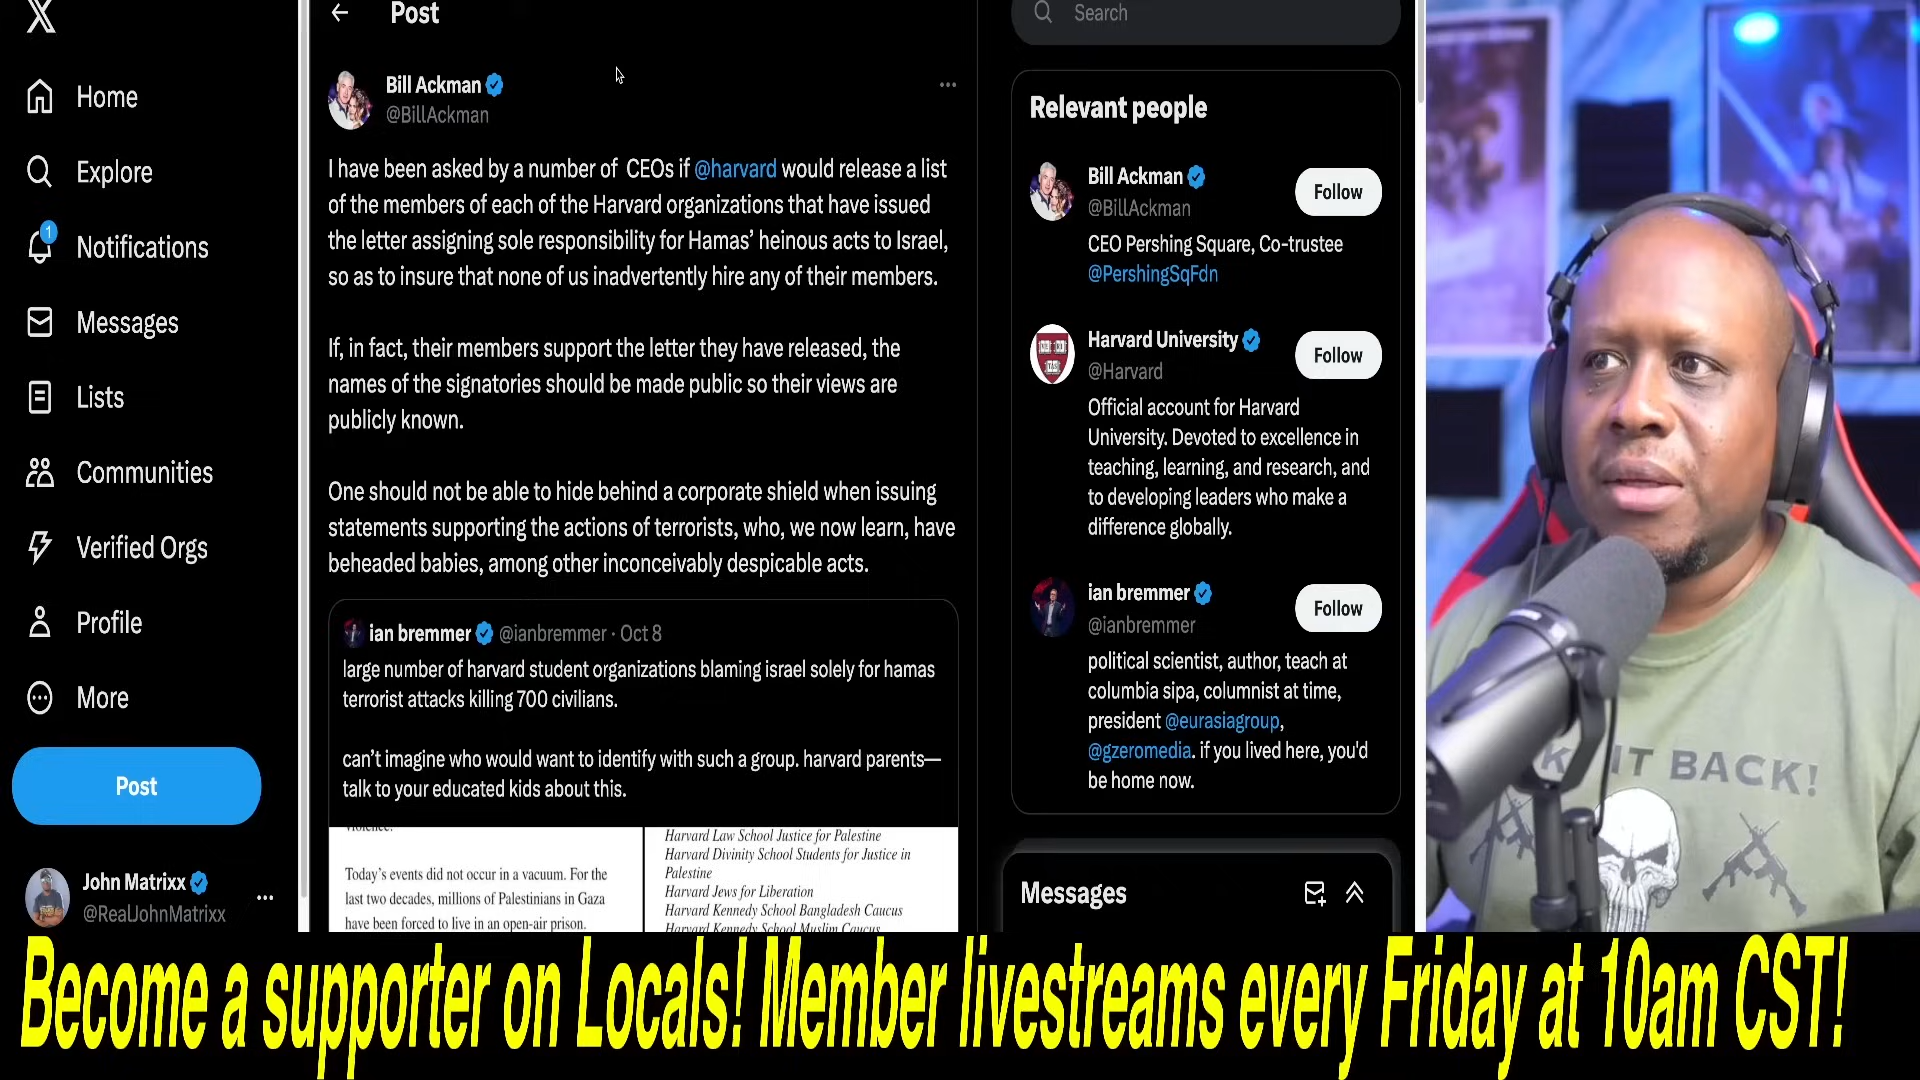 X
Home
Explore
1
Notifications
Messages
Lists
Communities
Verified Orgs
Profile
More
Post
John Matrixx
@RealJohnMatrixx
Post
Bill Ackman
@BillAckman
I have been asked by a number of CEOs if @harvard would release a list
of the members of each of the Harvard organizations that have issued
the letter assigning sole responsibility for Hamas’ heinous acts to Israel,
so as to insure that none of us inadvertently hire any of their members.
If, in fact, their members support the letter they have released, the
names of the signatories should be made public so their views are
publicly known.
One should not be able to hide behind a corporate shield when issuing
statements supporting the actions of terrorists, who, we now learn, have
beheaded babies, among other inconceivably despicable acts.
ian bremmer @ianbremmer · Oct 8
large number of harvard student organizations blaming israel solely for hamas
terrorist attacks killing 700 civilians.
can’t imagine who would want to identify with such a group. harvard parents—
talk to your educated kids about this.
violence.
Today’s events did not occur in a vacuum. For the
last two decades, millions of Palestinians in Gaza
have been forced to live in an open-air prison.
Harvard Law School Justice for Palestine
Harvard Divinity School Students for Justice in
Palestine
Harvard Jews for Liberation
Harvard Kennedy School Bangladesh Caucus
Harvard Kennedy School Muslim Caucus
Search
Relevant people
Bill Ackman
@BillAckman
Follow
CEO Pershing Square, Co-trustee
@PershingSqFdn
Harvard University
@Harvard
Follow
Official account for Harvard
University. Devoted to excellence in
teaching, learning, and research, and
to developing leaders who make a
difference globally.
ian bremmer
@ianbremmer
Follow
political scientist, author, teach at
columbia sipa, columnist at time,
president @eurasiagroup,
@gzeromedia. if you lived here, you'd
be home now.
Messages
IT BACK!
Become a supporter on Locals! Member livestreams every Friday at 10am CST!